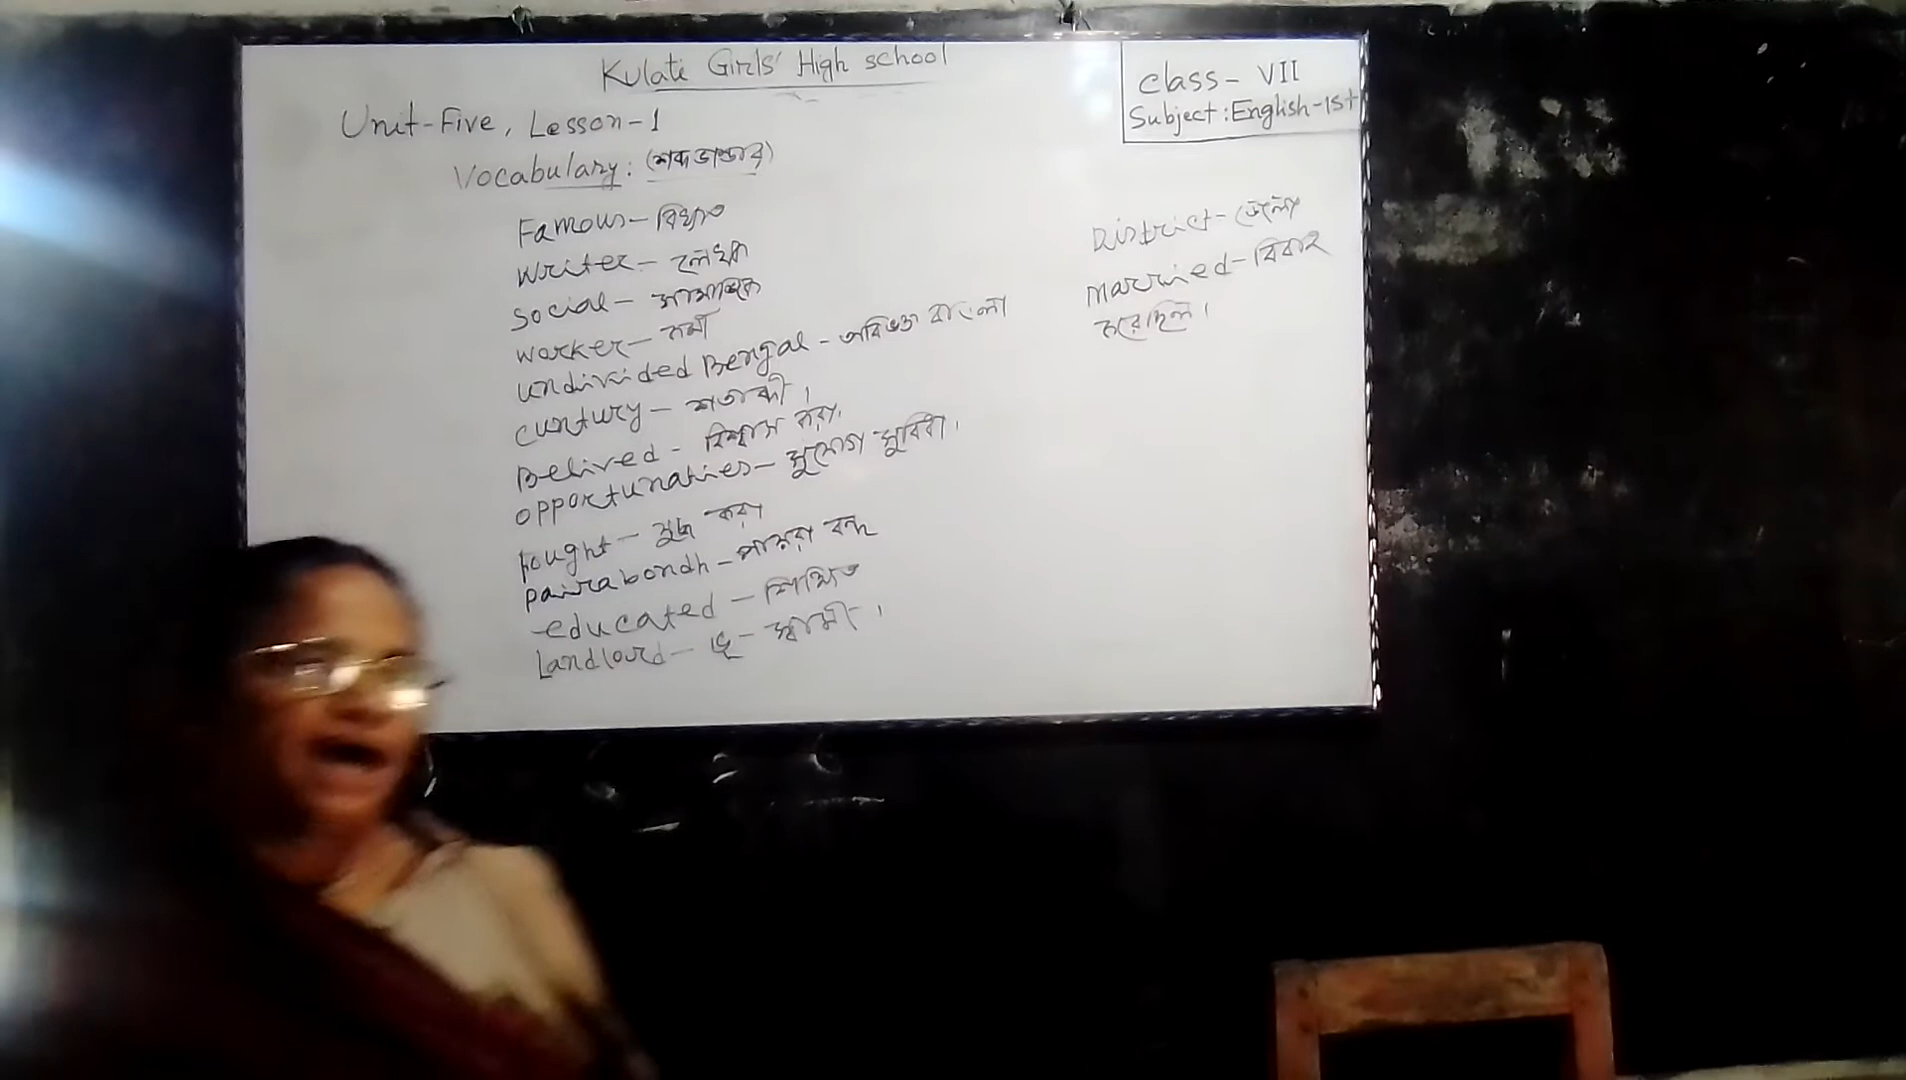 Kulati Girls' High school
Class - VII
Subject : English-1st
Unit-Five, Lesson-1
Vocabulary : (শব্দভাণ্ডার)
Famous - বিখ্যাত
Writer - লেখক
Social - সামাজিক
Worker - কর্মী
undivided Bengal - অবিভক্ত বাংলা
Century - শতাব্দী।
Belived - বিশ্বাস করা।
opportunaties - সুযোগ সুবিধা।
fought - যুদ্ধ করা
pairabondh - পায়রা বন্দ
educated - শিক্ষিত
Landlourd - ভূ - স্বামী।
District - জেলা
Married - বিবাহ
করেছিল।